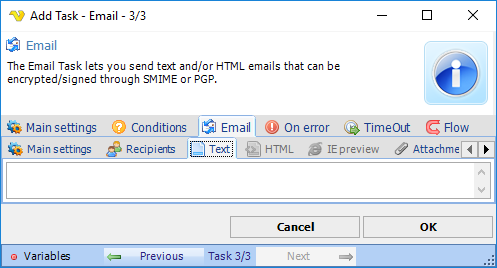 Add Task - Email - 3/3
Email
The Email Task lets you send text and/or HTML emails that can be
encrypted/signed through SMIME or PGP.
Main settings Conditions Email On error TimeOut Flow
Main settings Recipients Text HTML IE preview Attachme
Cancel OK
Variables Previous Task 3/3 Next